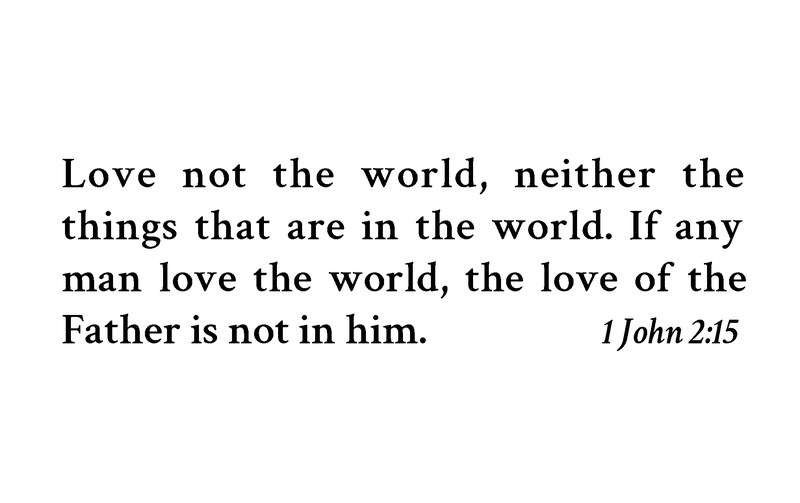 Love not the world, neither the
things that are in the world. If any
man love the world, the love of the
Father is not in him. 1 John 2:15